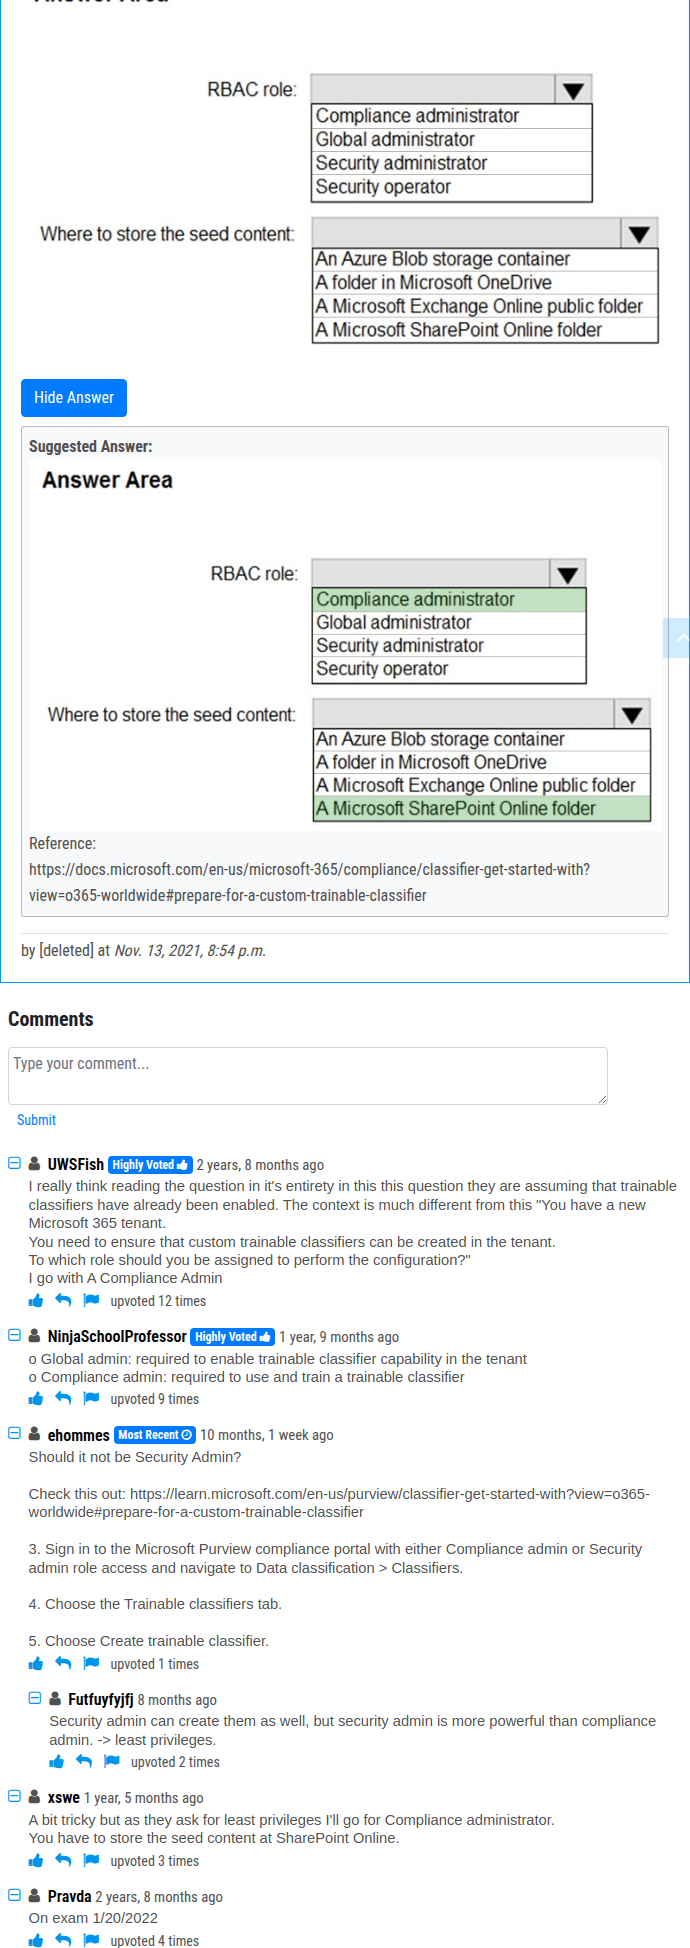 Answer Area
RBAC role:
Compliance administrator
Global administrator
Security administrator
Security operator
Where to store the seed content:
An Azure Blob storage container
A folder in Microsoft OneDrive
A Microsoft Exchange Online public folder
A Microsoft SharePoint Online folder
Hide Answer
Suggested Answer:
Answer Area
RBAC role:
Compliance administrator
Global administrator
Security administrator
Security operator
Where to store the seed content:
An Azure Blob storage container
A folder in Microsoft OneDrive
A Microsoft Exchange Online public folder
A Microsoft SharePoint Online folder
Reference:
https://docs.microsoft.com/en-us/microsoft-365/compliance/classifier-get-started-with?
view=o365-worldwide#prepare-for-a-custom-trainable-classifier
by [deleted] at Nov. 13, 2021, 8:54 p.m.
Comments
Type your comment...
Submit
UWSFish Highly Voted 2 years, 8 months ago
I really think reading the question in it's entirety in this this question they are assuming that trainable
classifiers have already been enabled. The context is much different from this "You have a new
Microsoft 365 tenant.
You need to ensure that custom trainable classifiers can be created in the tenant.
To which role should you be assigned to perform the configuration?"
I go with A Compliance Admin
upvoted 12 times
NinjaSchoolProfessor Highly Voted 1 year, 9 months ago
o Global admin: required to enable trainable classifier capability in the tenant
o Compliance admin: required to use and train a trainable classifier
upvoted 9 times
ehommes Most Recent 10 months, 1 week ago
Should it not be Security Admin?
Check this out: https://learn.microsoft.com/en-us/purview/classifier-get-started-with?view=o365-
worldwide#prepare-for-a-custom-trainable-classifier
3. Sign in to the Microsoft Purview compliance portal with either Compliance admin or Security
admin role access and navigate to Data classification > Classifiers.
4. Choose the Trainable classifiers tab.
5. Choose Create trainable classifier.
upvoted 1 times
Futfuyfyjfj 8 months ago
Security admin can create them as well, but security admin is more powerful than compliance
admin. -> least privileges.
upvoted 2 times
xswe 1 year, 5 months ago
A bit tricky but as they ask for least privileges I'll go for Compliance administrator.
You have to store the seed content at SharePoint Online.
upvoted 3 times
Pravda 2 years, 8 months ago
On exam 1/20/2022
upvoted 4 times